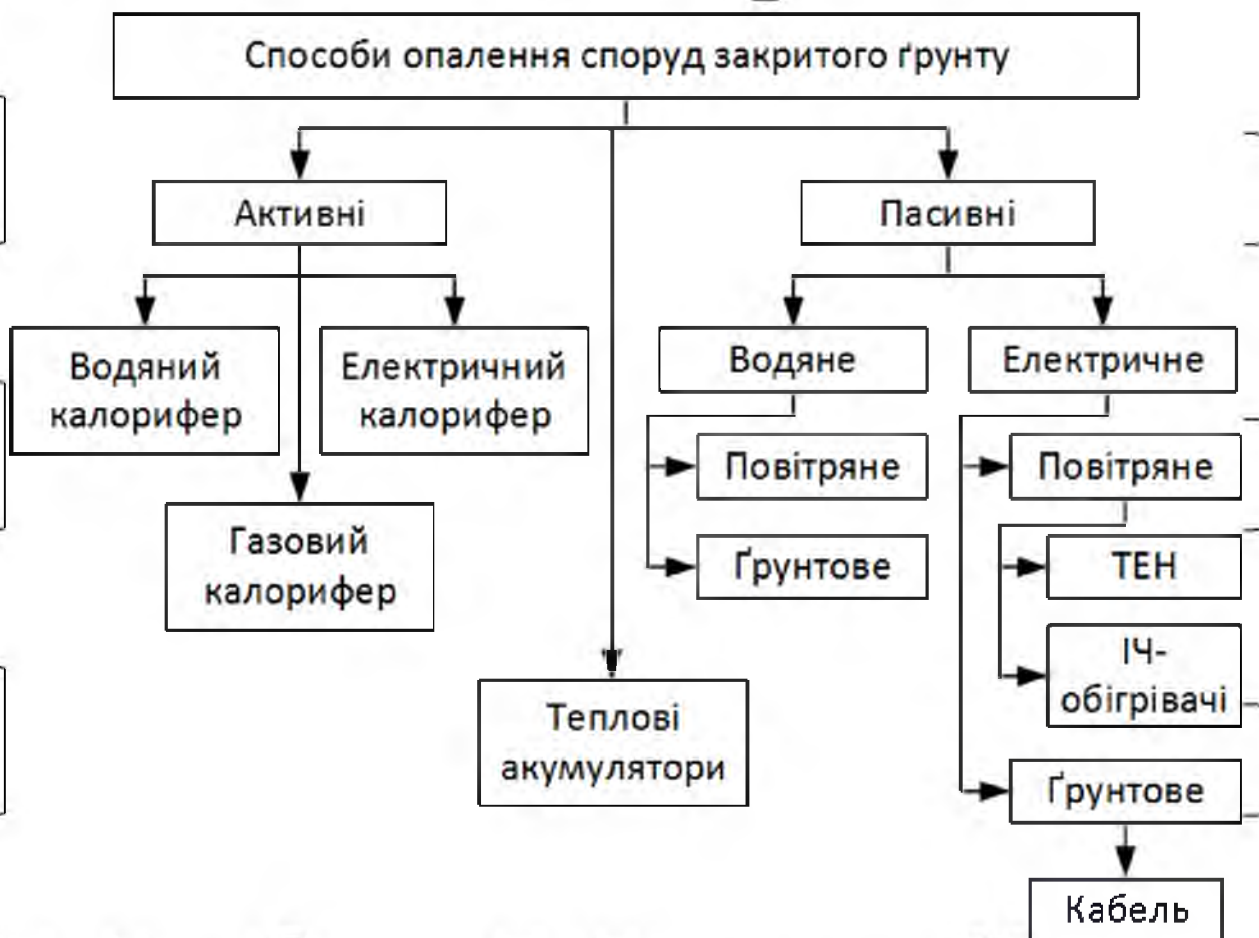 Способи опалення споруд закритого ґрунту
Активні
Пасивні
Водяний
калорифер
Електричний
калорифер
Газовий
калорифер
Теплові
акумулятори
Водяне
Повітряне
Ґрунтове
Електричне
Повітряне
ТЕН
ІЧ-
обігрівачі
Ґрунтове
Кабель